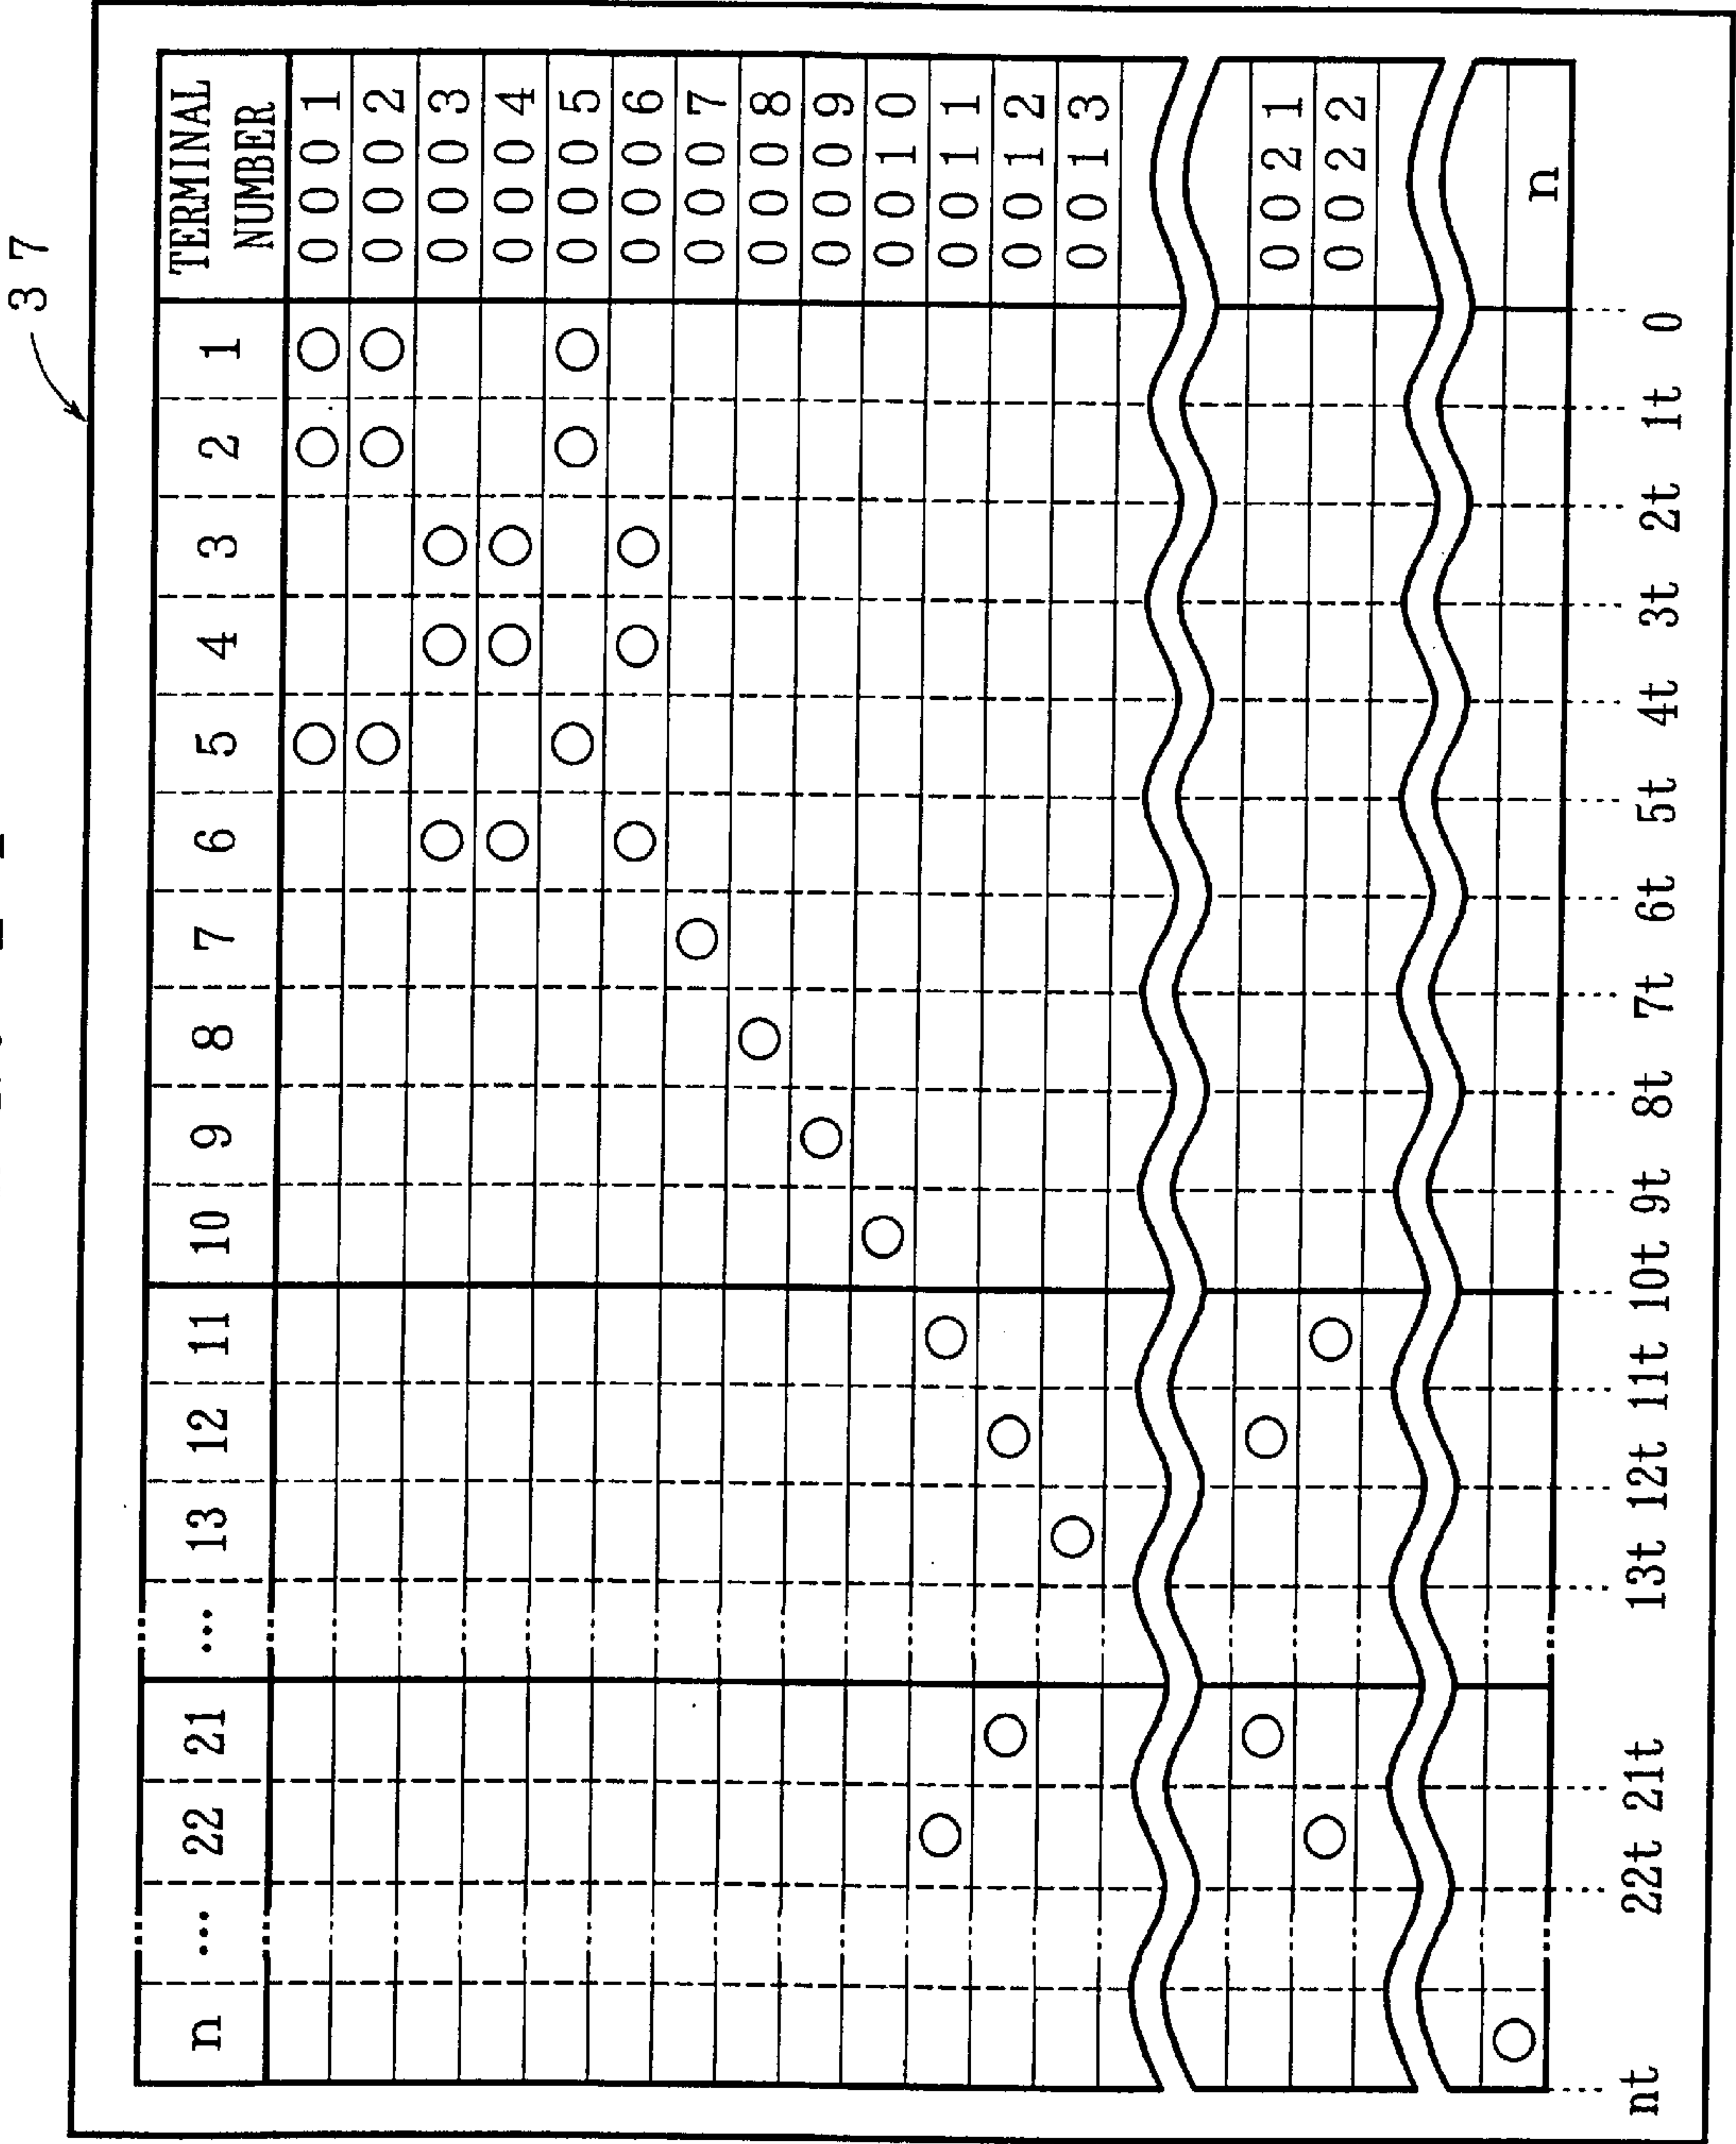 3 7
n ... 22 21 ... 13 12 11 10 9 8 7 6 5 4 3 2 1 TERMINAL
NUMBER
○ ○ ○ 0001
○ ○ ○ 0002
○ ○ ○ 0003
○ ○ ○ 0004
○ ○ ○ 0005
○ ○ ○ 0006
○ 0007
○ 0008
○ 0009
○ 0010
○ ○ 0011
○ ○ 0012
○ 0013
○ ○ 0021
○ ○ 0022
○ n
nt 22t 21t 13t 12t 11t 10t 9t 8t 7t 6t 5t 4t 3t 2t 1t 0